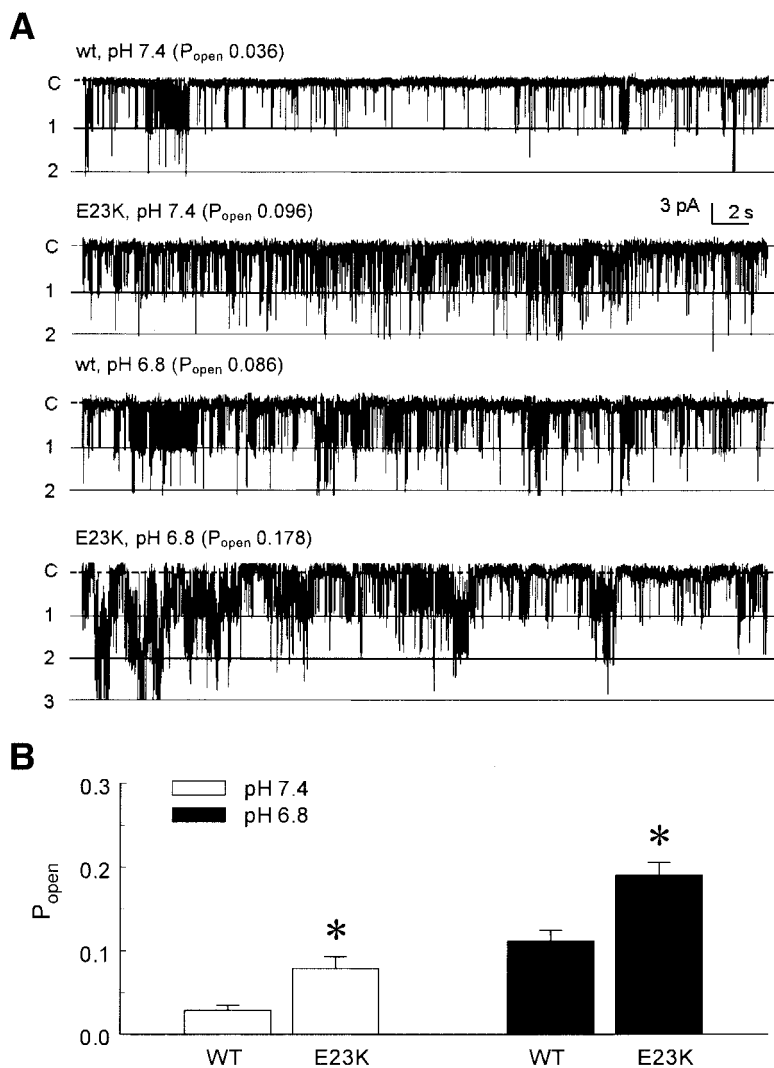 A
wt, pH 7.4 (Popen 0.036)
C
1
2
E23K, pH 7.4 (Popen 0.096)
3 pA
2 s
C
1
2
wt, pH 6.8 (Popen 0.086)
C
1
2
E23K, pH 6.8 (Popen 0.178)
C
1
2
3
B
0.3
pH 7.4
pH 6.8
*
0.2
Popen
*
0.1
0.0
WT E23K WT E23K